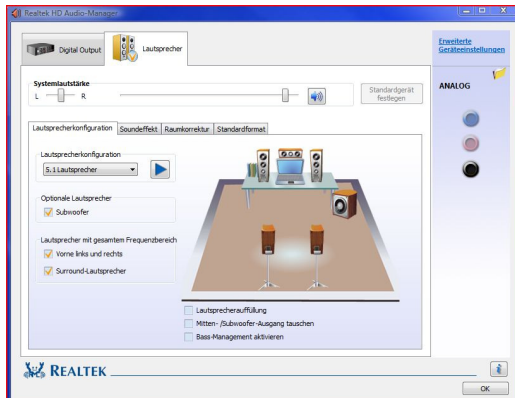 Realtek HD Audio-Manager
Digital Output
Lautsprecher
Erweiterte
Geräteeinstellungen
Systemlautstärke
L
R
Standardgerät
festlegen
ANALOG
Lautsprecherkonfiguration
Soundeffekt
Raumkorrektur
Standardformat
Lautsprecherkonfiguration
5.1 Lautsprecher
Optionale Lautsprecher
Subwoofer
Lautsprecher mit gesamtem Frequenzbereich
Vorne links und rechts
Surround-Lautsprecher
Lautsprecherauffüllung
Mitten- /Subwoofer-Ausgang tauschen
Bass-Management aktivieren
REALTEK
OK